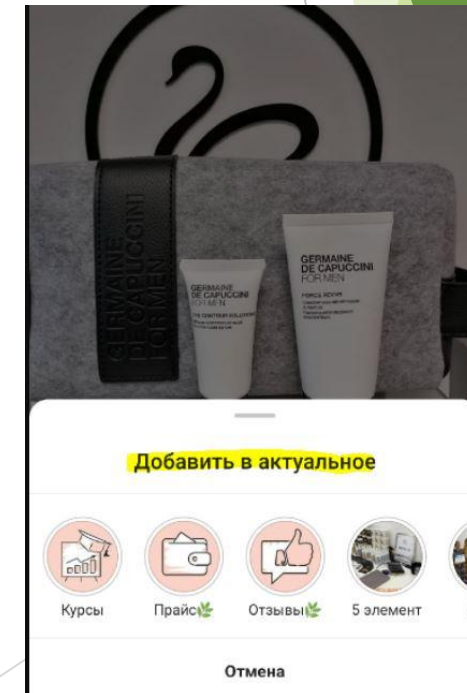 GERMAINE
DE CAPUCCINI
FOR MEN
GERMAINE
DE CAPUCCINI
FOR MEN
GERMAINE
DE CAPUCCINI
FOR MEN
FORCE REVIVE
Добавить в актуальное
Курсы
Прайс🌿
Отзывы🌿
5 элемент
Отмена